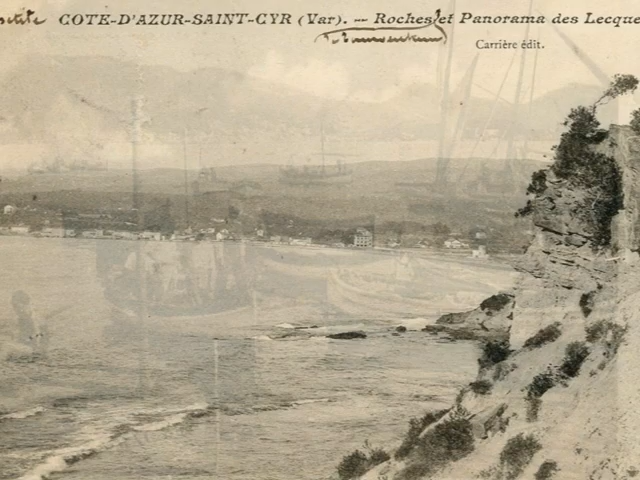 COTE-D'AZUR-SAINT-CYR (Var). — Roches et Panorama des Lecque
Carrière édit.